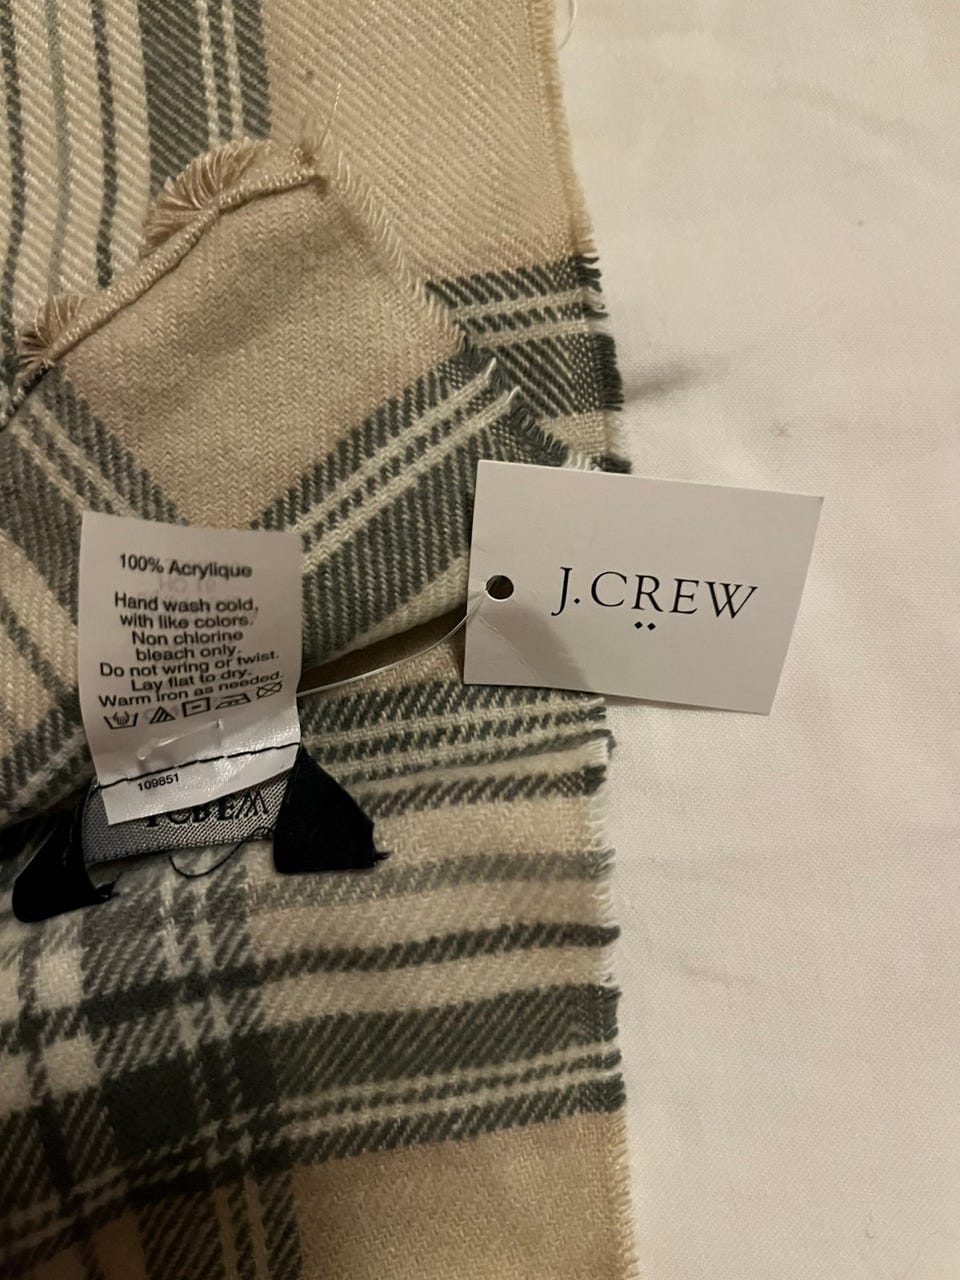 100% Acrylique
Hand wash cold,
with like colors.
Non chlorine
bleach only.
Do not wring or twist.
Lay flat to dry.
Warm Iron as needed.
109851
J.CREW